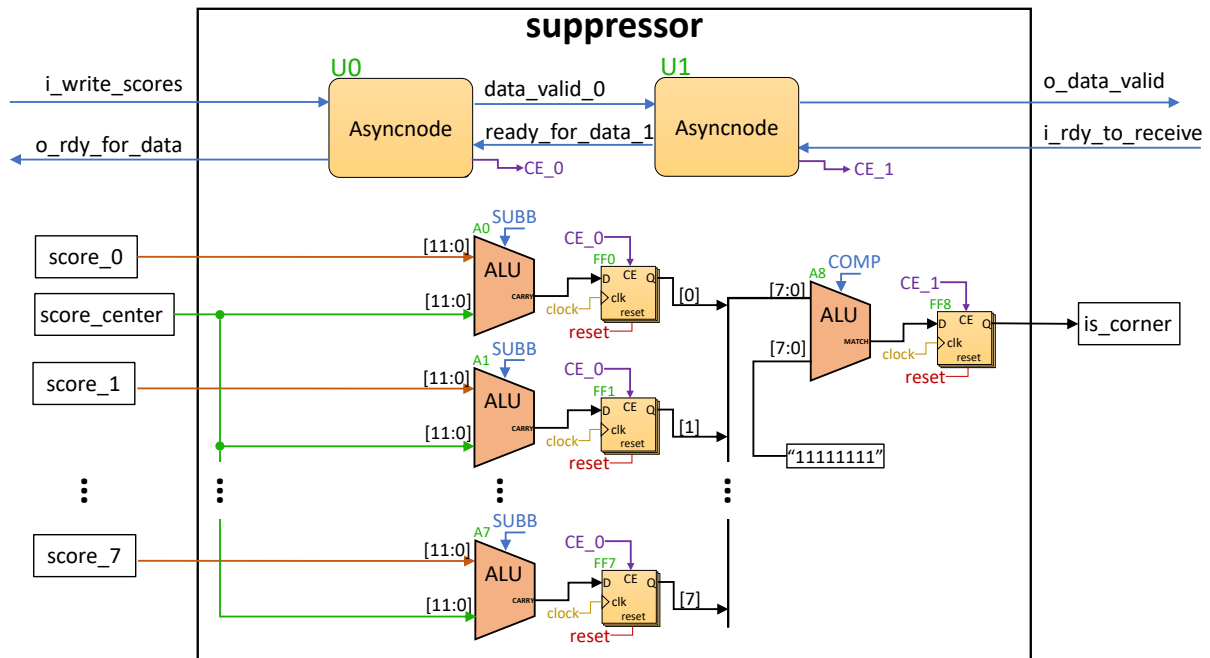 suppressor
U0
U1
i_write_scores
data_valid_0
o_data_valid
Asyncnode
Asyncnode
o_rdy_for_data
ready_for_data_1
i_rdy_to_receive
CE_0
CE_1
score_0
[11:0]
A0
SUBB
ALU
CARRY
CE_0
FF0
D
CE
Q
clk
reset
clock
reset
[0]
score_center
[11:0]
[7:0]
A8
COMP
ALU
MATCH
[7:0]
CE_1
FF8
D
CE
Q
clk
reset
clock
reset
is_corner
score_1
[11:0]
A1
SUBB
ALU
CARRY
CE_0
FF1
D
CE
Q
clk
reset
clock
reset
[1]
[11:0]
“11111111”
score_7
[11:0]
A7
SUBB
ALU
CARRY
CE_0
FF7
D
CE
Q
clk
reset
clock
reset
[7]
[11:0]